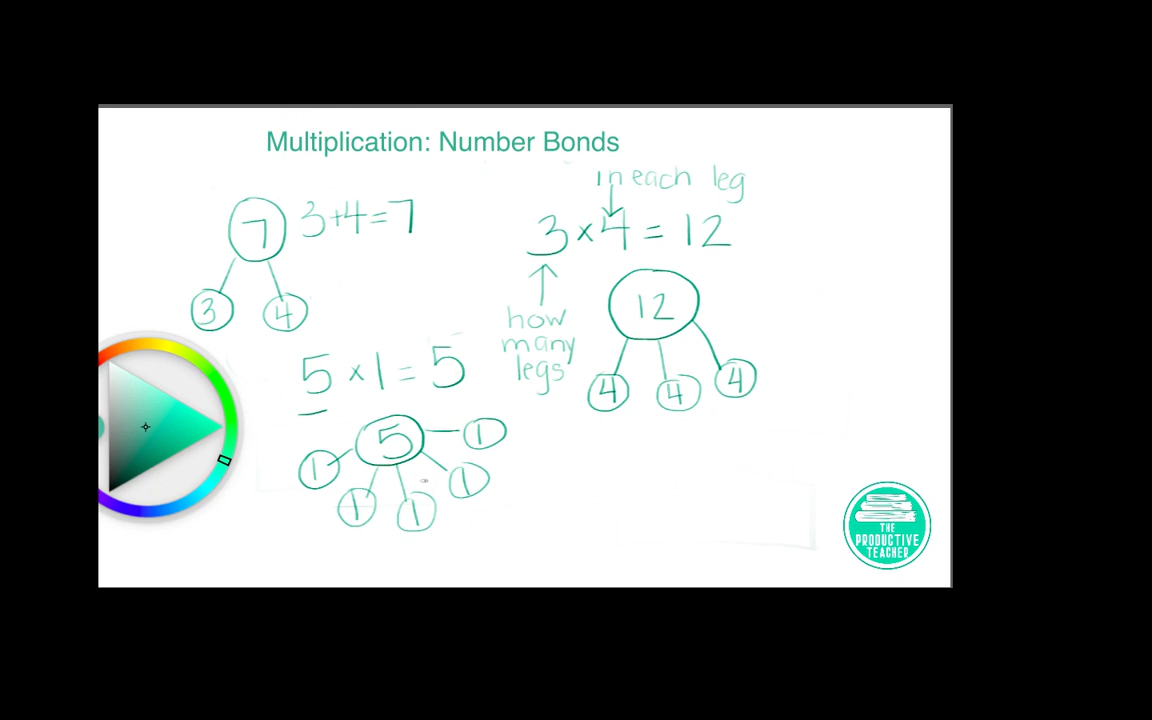 Multiplication: Number Bonds
in each leg
7
3+4=7
3
4
3×4=12
how
many
legs
12
4
4
4
5×1=5
5
1
1
1
1
1
THE
PRODUCTIVE
TEACHER